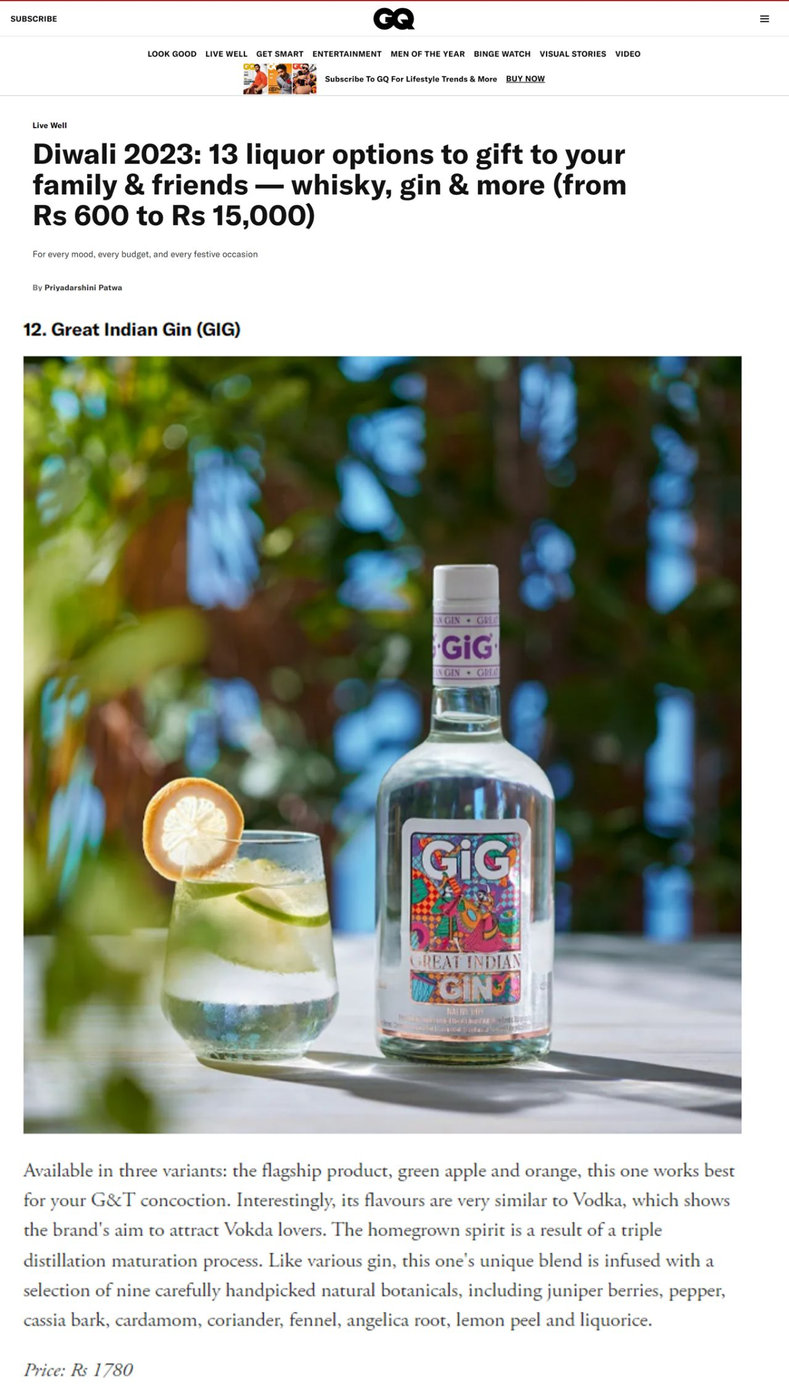 SUBSCRIBE
GQ
LOOK GOOD LIVE WELL GET SMART ENTERTAINMENT MEN OF THE YEAR BINGE WATCH VISUAL STORIES VIDEO
Subscribe To GQ For Lifestyle Trends & More BUY NOW
Live Well
Diwali 2023: 13 liquor options to gift to your
family & friends — whisky, gin & more (from
Rs 600 to Rs 15,000)
For every mood, every budget, and every festive occasion
By Priyadarshini Patwa
12. Great Indian Gin (GIG)
GiG
GiG
GREAT INDIAN
GIN
Available in three variants: the flagship product, green apple and orange, this one works best
for your G&T concoction. Interestingly, its flavours are very similar to Vodka, which shows
the brand's aim to attract Vokda lovers. The homegrown spirit is a result of a triple
distillation maturation process. Like various gin, this one's unique blend is infused with a
selection of nine carefully handpicked natural botanicals, including juniper berries, pepper,
cassia bark, cardamom, coriander, fennel, angelica root, lemon peel and liquorice.
Price: Rs 1780